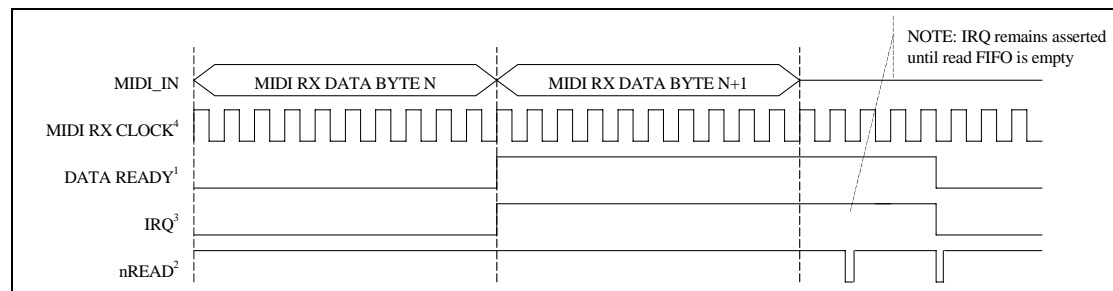 NOTE: IRQ remains asserted
until read FIFO is empty
MIDI_IN
MIDI RX DATA BYTE N
MIDI RX DATA BYTE N+1
MIDI RX CLOCK⁴
DATA READY¹
IRQ³
nREAD²